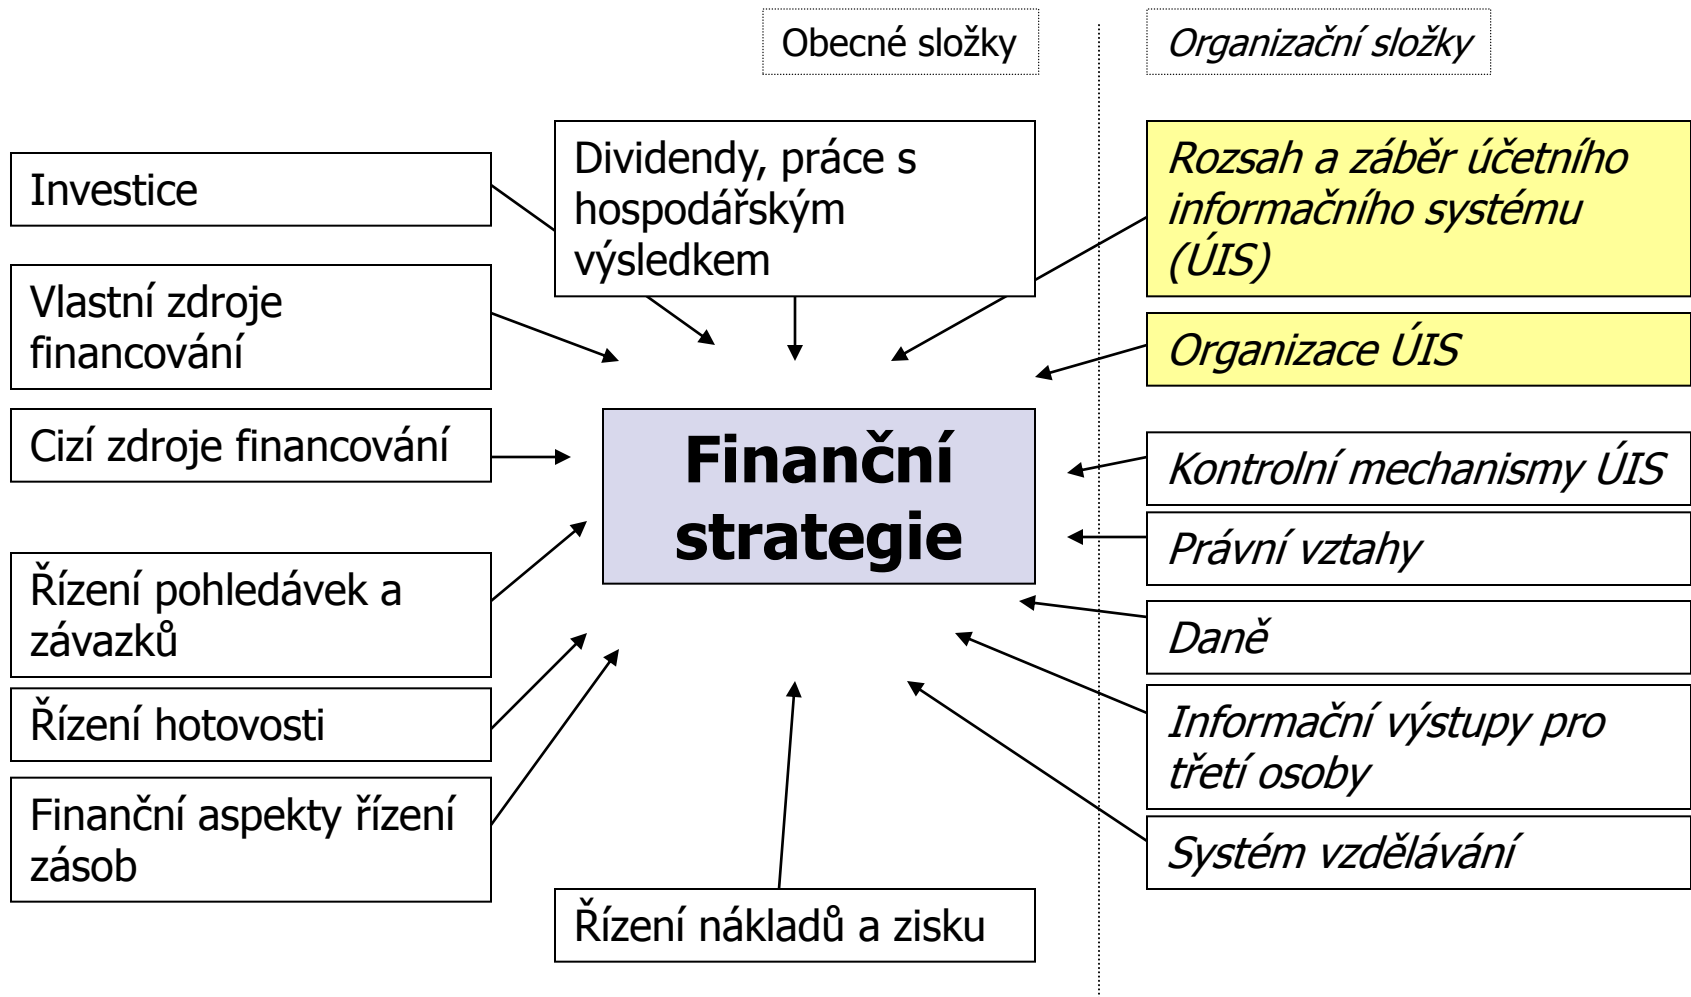 Obecné složky
Organizační složky
Investice
Vlastní zdroje
financování
Cizí zdroje financování
Řízení pohledávek a
závazků
Řízení hotovosti
Finanční aspekty řízení
zásob
Dividendy, práce s
hospodářským
výsledkem
Finanční
strategie
Řízení nákladů a zisku
Rozsah a záběr účetního
informačního systému
(ÚIS)
Organizace ÚIS
Kontrolní mechanismy ÚIS
Právní vztahy
Daně
Informační výstupy pro
třetí osoby
Systém vzdělávání